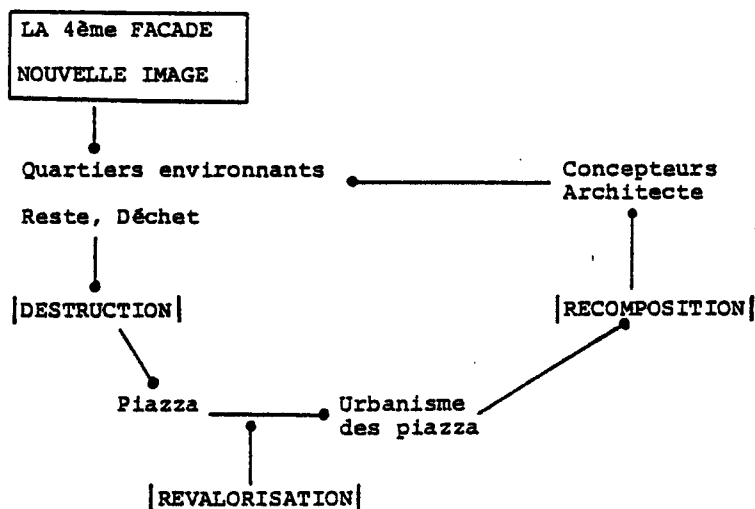 LA 4ème FACADE
NOUVELLE IMAGE
Quartiers environnants
Reste, Déchet
Concepteurs
Architecte
|DESTRUCTION|
|RECOMPOSITION|
Piazza
Urbanisme
des piazza
|REVALORISATION|